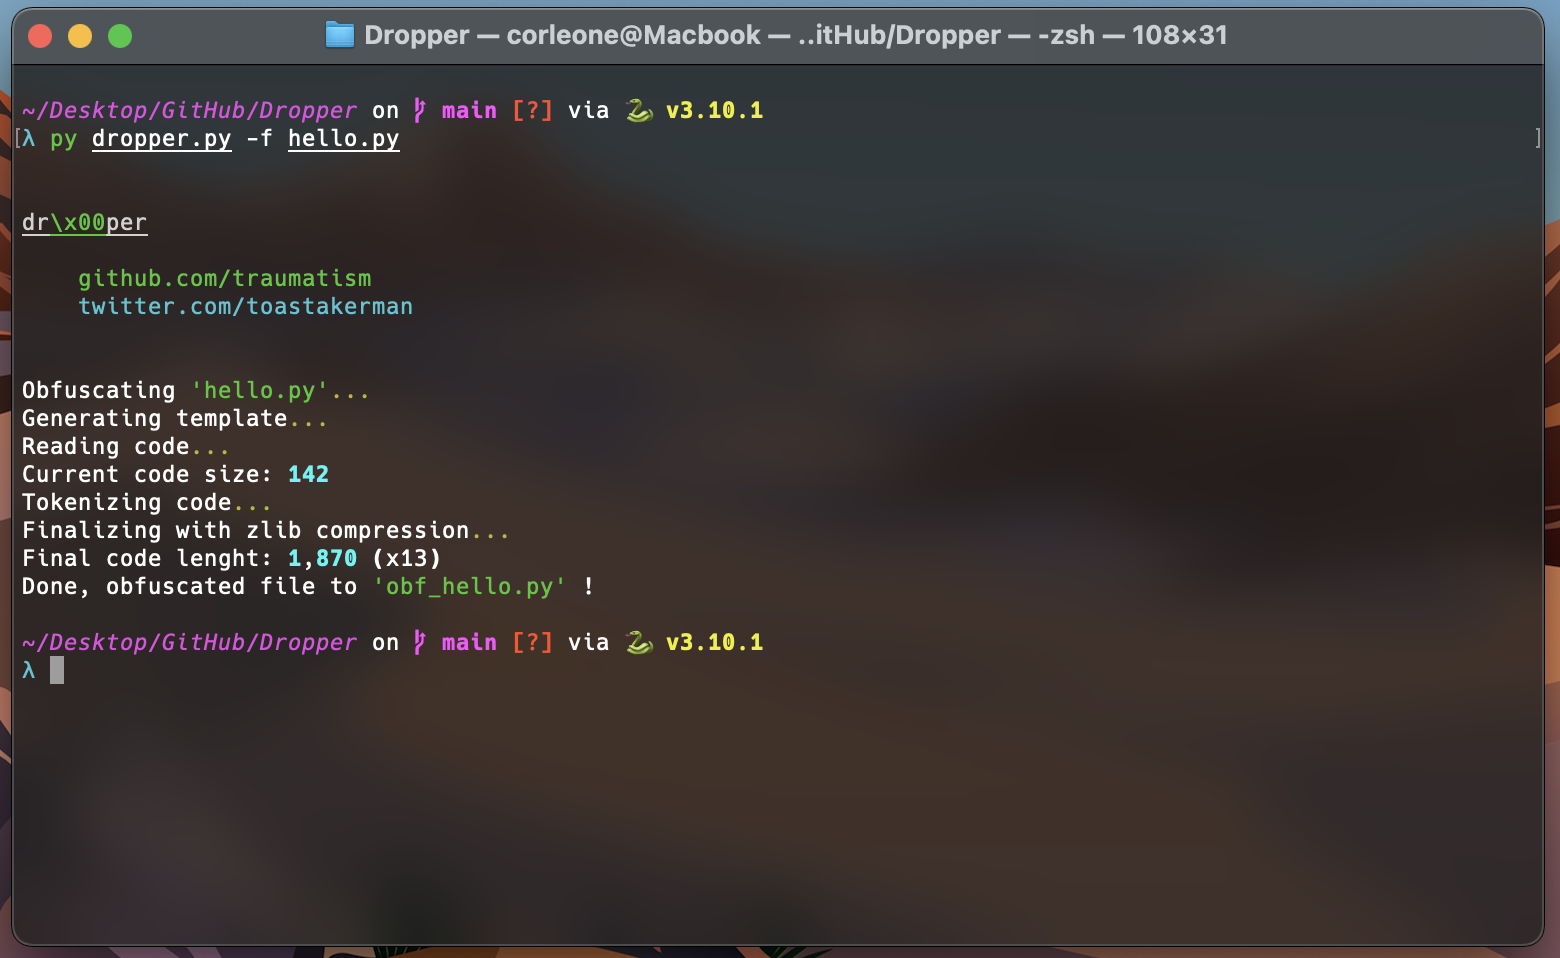 Dropper — corleone@Macbook — ..itHub/Dropper — -zsh — 108×31
~/Desktop/GitHub/Dropper on main [?] via 🐍 v3.10.1
[λ py dropper.py -f hello.py ]
dr\x00per
github.com/traumatism
twitter.com/toastakerman
Obfuscating 'hello.py'...
Generating template...
Reading code...
Current code size: 142
Tokenizing code...
Finalizing with zlib compression...
Final code lenght: 1,870 (x13)
Done, obfuscated file to 'obf_hello.py' !
~/Desktop/GitHub/Dropper on main [?] via 🐍 v3.10.1
λ